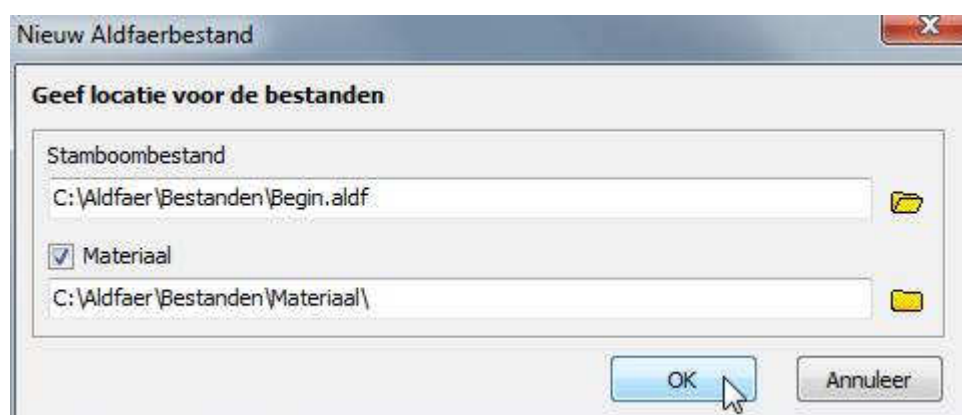 Nieuw Aldfaerbestand
Geef locatie voor de bestanden
Stamboombestand
C:\Aldfaer\Bestanden\Begin.aldf
Materiaal
C:\Aldfaer\Bestanden\Materiaal\
OK Annuleer